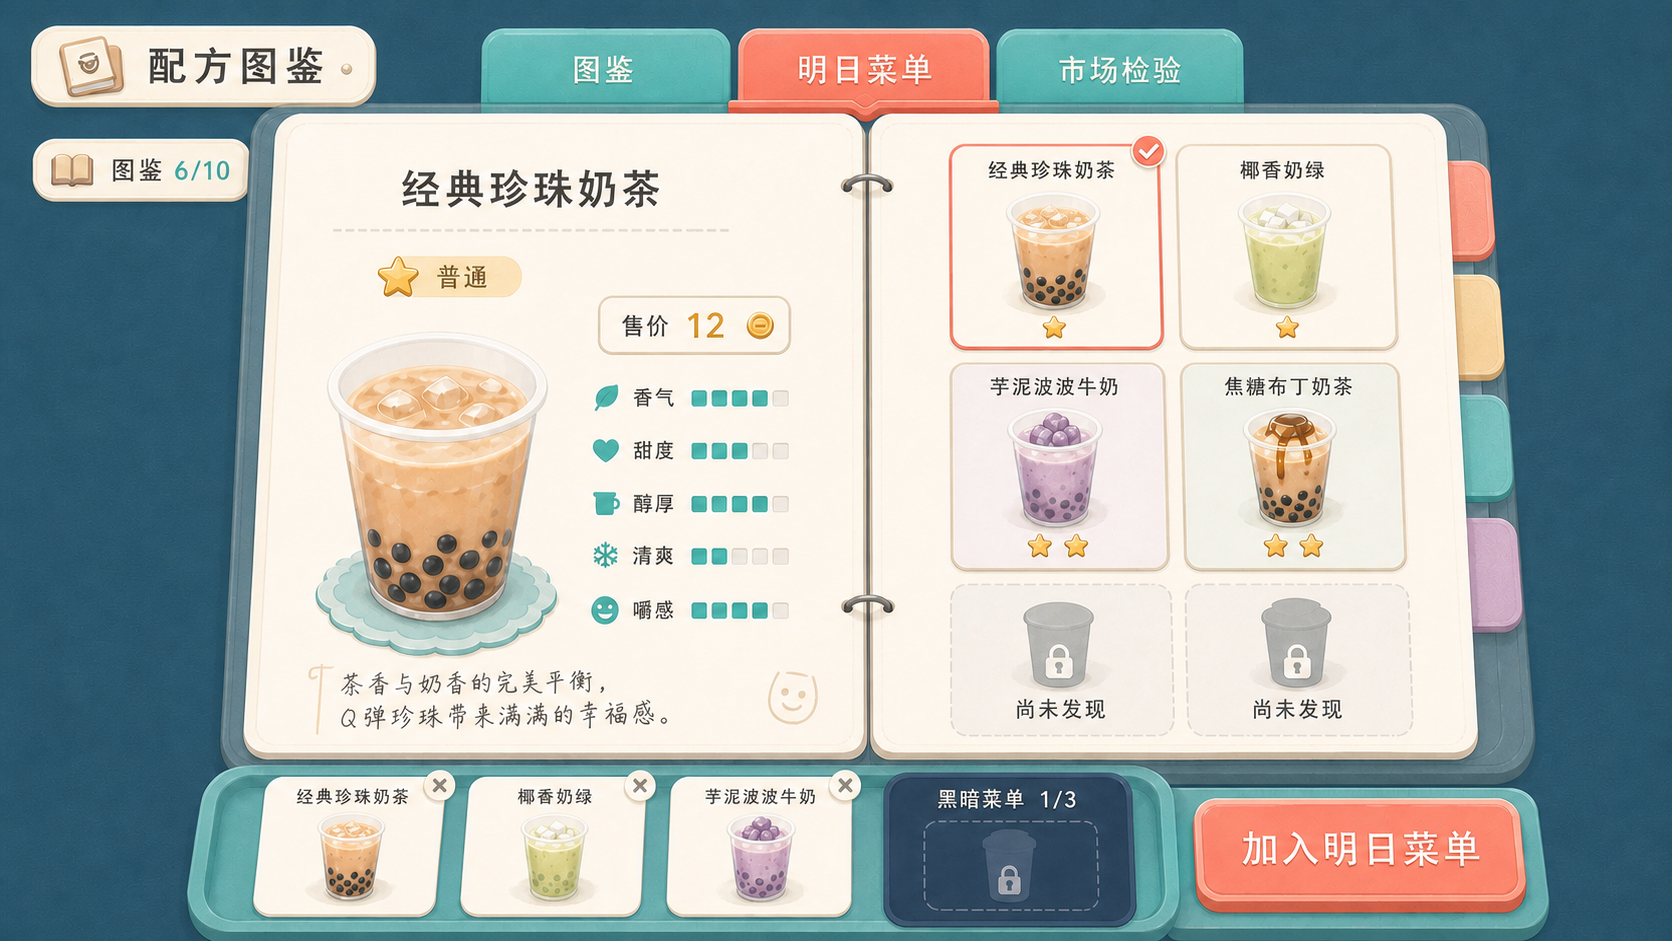 配方图鉴
图鉴 6/10
图鉴
明日菜单
市场检验
经典珍珠奶茶
普通
售价 12
香气
甜度
醇厚
清爽
嚼感
茶香与奶香的完美平衡，
Q弹珍珠带来满满的幸福感。
经典珍珠奶茶
椰香奶绿
芋泥波波牛奶
焦糖布丁奶茶
尚未发现
尚未发现
经典珍珠奶茶
椰香奶绿
芋泥波波牛奶
黑暗菜单 1/3
加入明日菜单